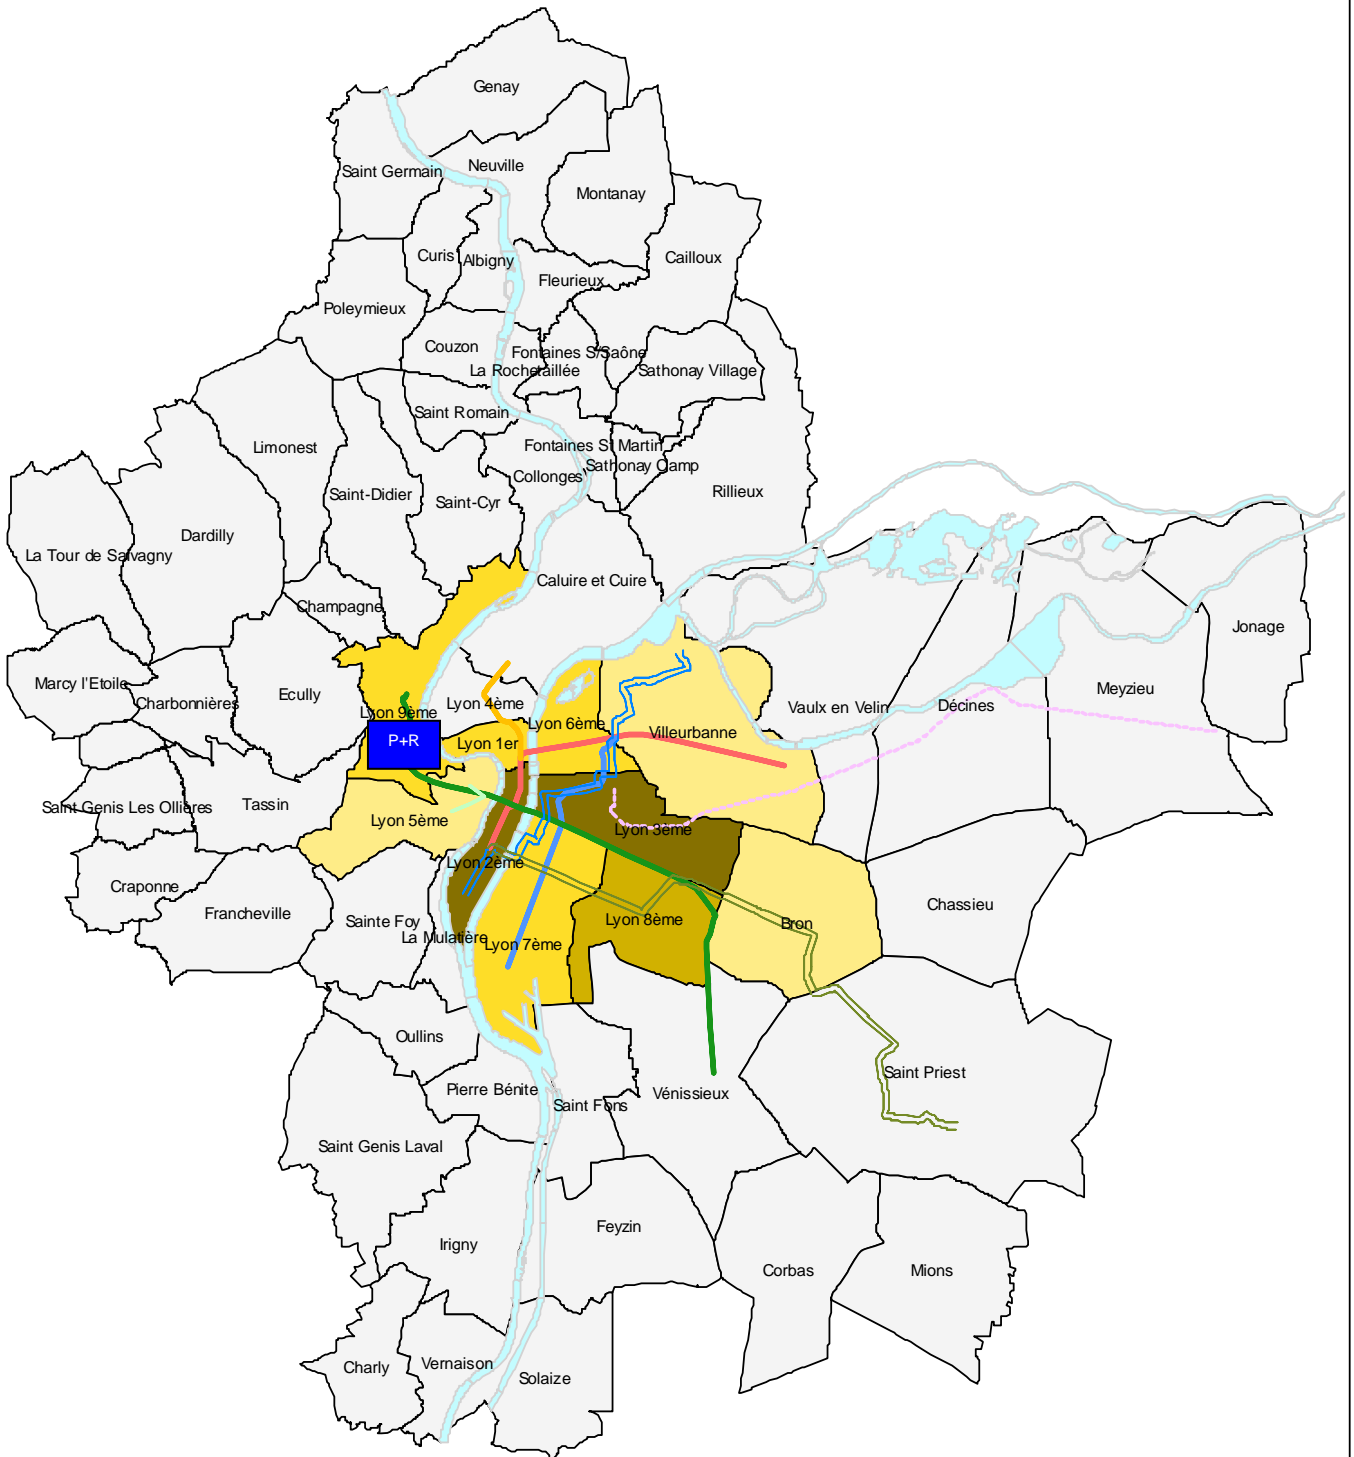 Genay
Neuville
Saint Germain
Montanay
Curis
Albigny
Cailloux
Fleurieux
Poleymieux
Couzon
Fontaines S/Saône
La Rochetaillée
Sathonay Village
Saint Romain
Limonest
Fontaines St Martin
Sathonay Camp
Collonges
Rillieux
Saint-Didier
Saint-Cyr
Dardilly
La Tour de Salvagny
Caluire et Cuire
Champagne
Jonage
Marcy l'Etoile
Charbonnières
Ecully
Meyzieu
Lyon 4ème
Lyon 9ème
Lyon 6ème
Vaulx en Velin
Décines
Villeurbanne
P+R
Lyon 1er
Saint Genis Les Ollières
Tassin
Lyon 5ème
Lyon 3ème
Lyon 2ème
Craponne
Francheville
Sainte Foy
La Mulatière
Lyon 7ème
Lyon 8ème
Bron
Chassieu
Oullins
Saint Priest
Pierre Bénite
Saint Fons
Vénissieux
Saint Genis Laval
Irigny
Feyzin
Corbas
Mions
Charly
Vernaison
Solaize